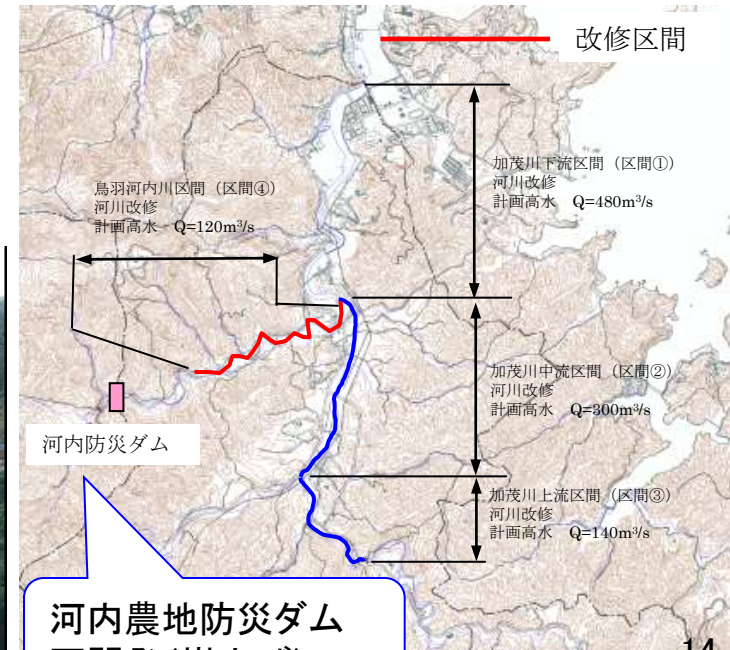 改修区間
加茂川下流区間（区間①）
河川改修
計画高水　Q=480m³/s
鳥羽河内川区間（区間④）
河川改修
計画高水　Q=120m³/s
加茂川中流区間（区間②）
河川改修
計画高水　Q=300m³/s
河内防災ダム
加茂川上流区間（区間③）
河川改修
計画高水　Q=140m³/s
河内農地防災ダム
14